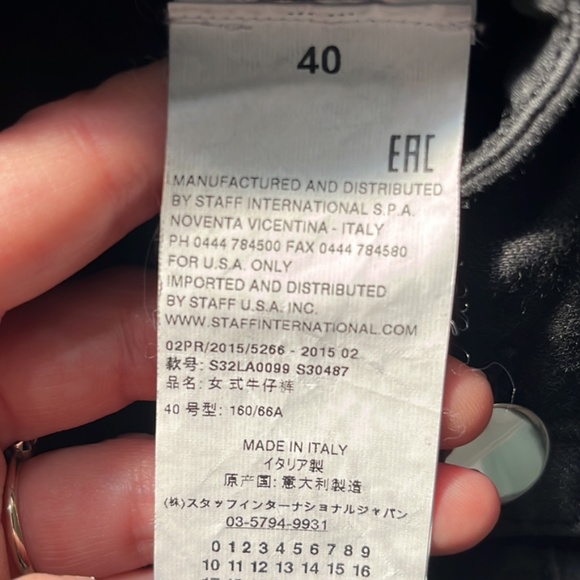 40
EAC
MANUFACTURED AND DISTRIBUTED
BY STAFF INTERNATIONAL S.P.A.
NOVENTA VICENTINA - ITALY
PH 0444 784500 FAX 0444 784580
FOR U.S.A. ONLY
IMPORTED AND DISTRIBUTED
BY STAFF U.S.A. INC.
WWW.STAFFINTERNATIONAL.COM
02PR/2015/5266 - 2015 02
款号: S32LA0099 S30487
品名: 女式牛仔裤
40 号型: 160/66A
MADE IN ITALY
イタリア製
原产国: 意大利製造
(株)スタッフインターナショナルジャパン
03-5794-9931
0 1 2 3 4 5 6 7 8 9
10 11 12 13 14 15 16